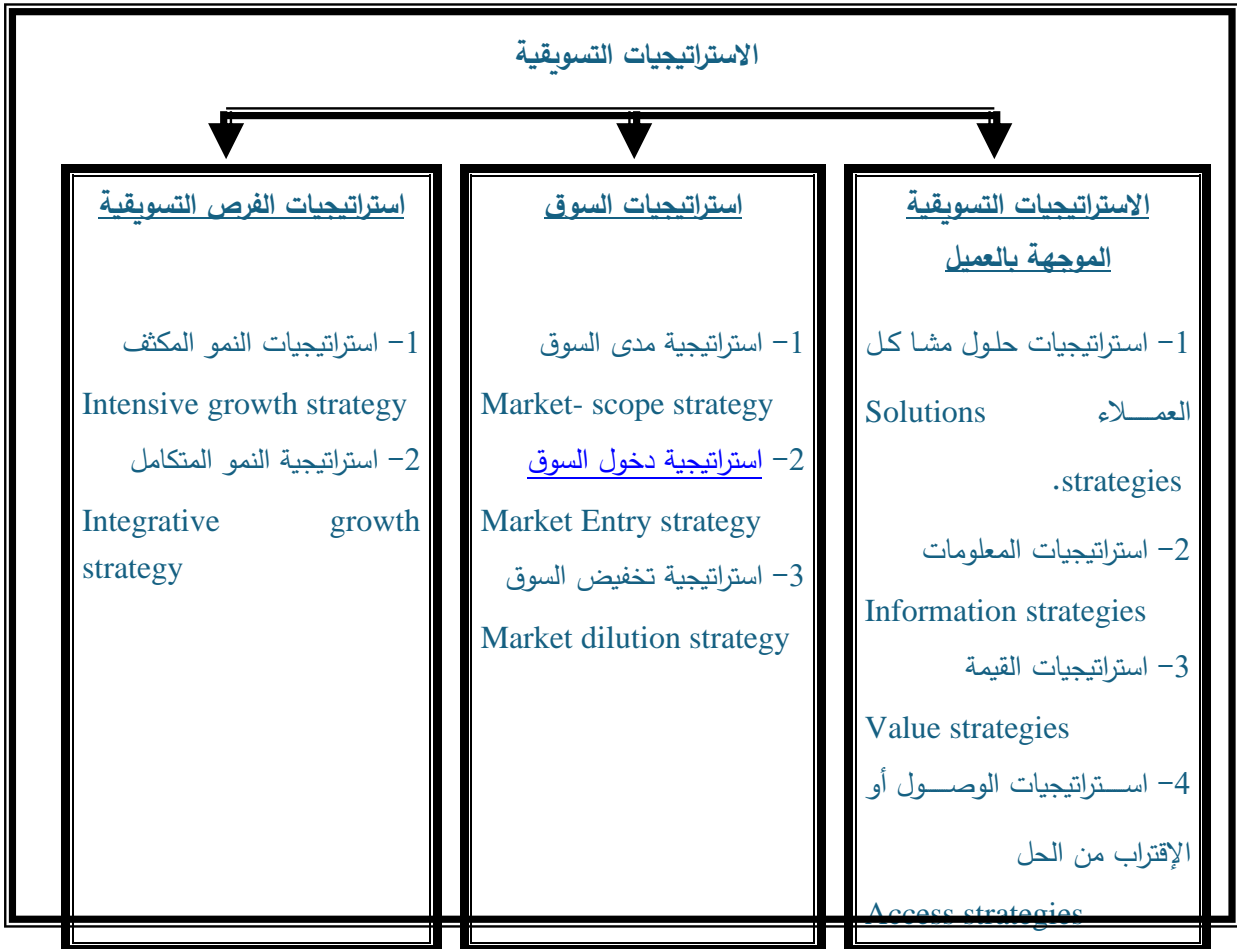 الاستراتيجيات التسويقية
الاستراتيجيات التسويقية
الموجهة بالعميل
1- استراتيجيات حلول مشا كل
العمــــلاء Solutions
strategies.
2- استراتيجيات المعلومات
Information strategies
3- استراتيجيات القيمة
Value strategies
4- اســـتراتيجيات الوصـــول أو
الإقتراب من الحل
Access strategies
استراتيجيات السوق
1- استراتيجية مدى السوق
Market- scope strategy
2- استراتيجية دخول السوق
Market Entry strategy
3- استراتيجية تخفيض السوق
Market dilution strategy
استراتيجيات الفرص التسويقية
1- استراتيجيات النمو المكثف
Intensive growth strategy
2- استراتيجية النمو المتكامل
Integrative growth
strategy